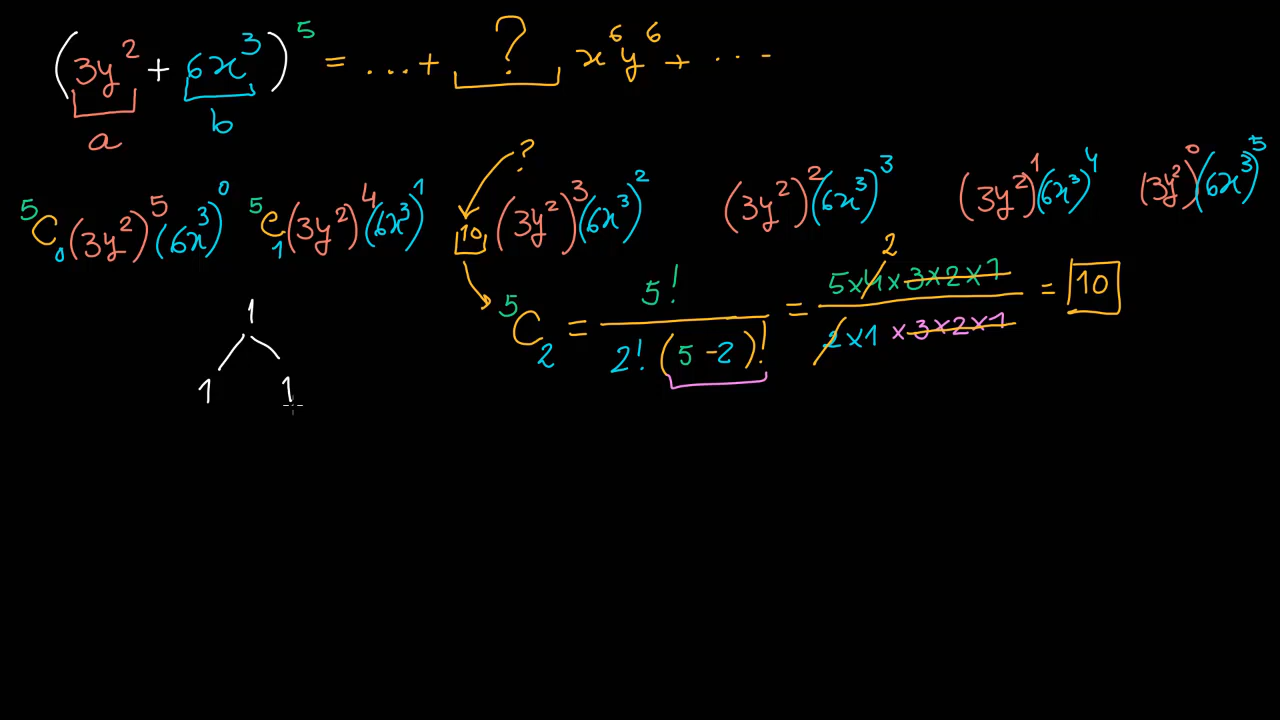 (3y² + 6x³)⁵ = ... + ? x⁶y⁶ + ...
a b
?
⁵C₀(3y²)⁵(6x³)⁰ ⁵C₁(3y²)⁴(6x³)¹ 10 (3y²)³(6x³)² (3y²)²(6x³)³ (3y²)¹(6x³)⁴ (3y²)⁰(6x³)⁵
⁵C₂ = 5! / 2!(5-2)! = 5×4×3×2×1 / 2×1×3×2×1 = 10
2
1
1 1